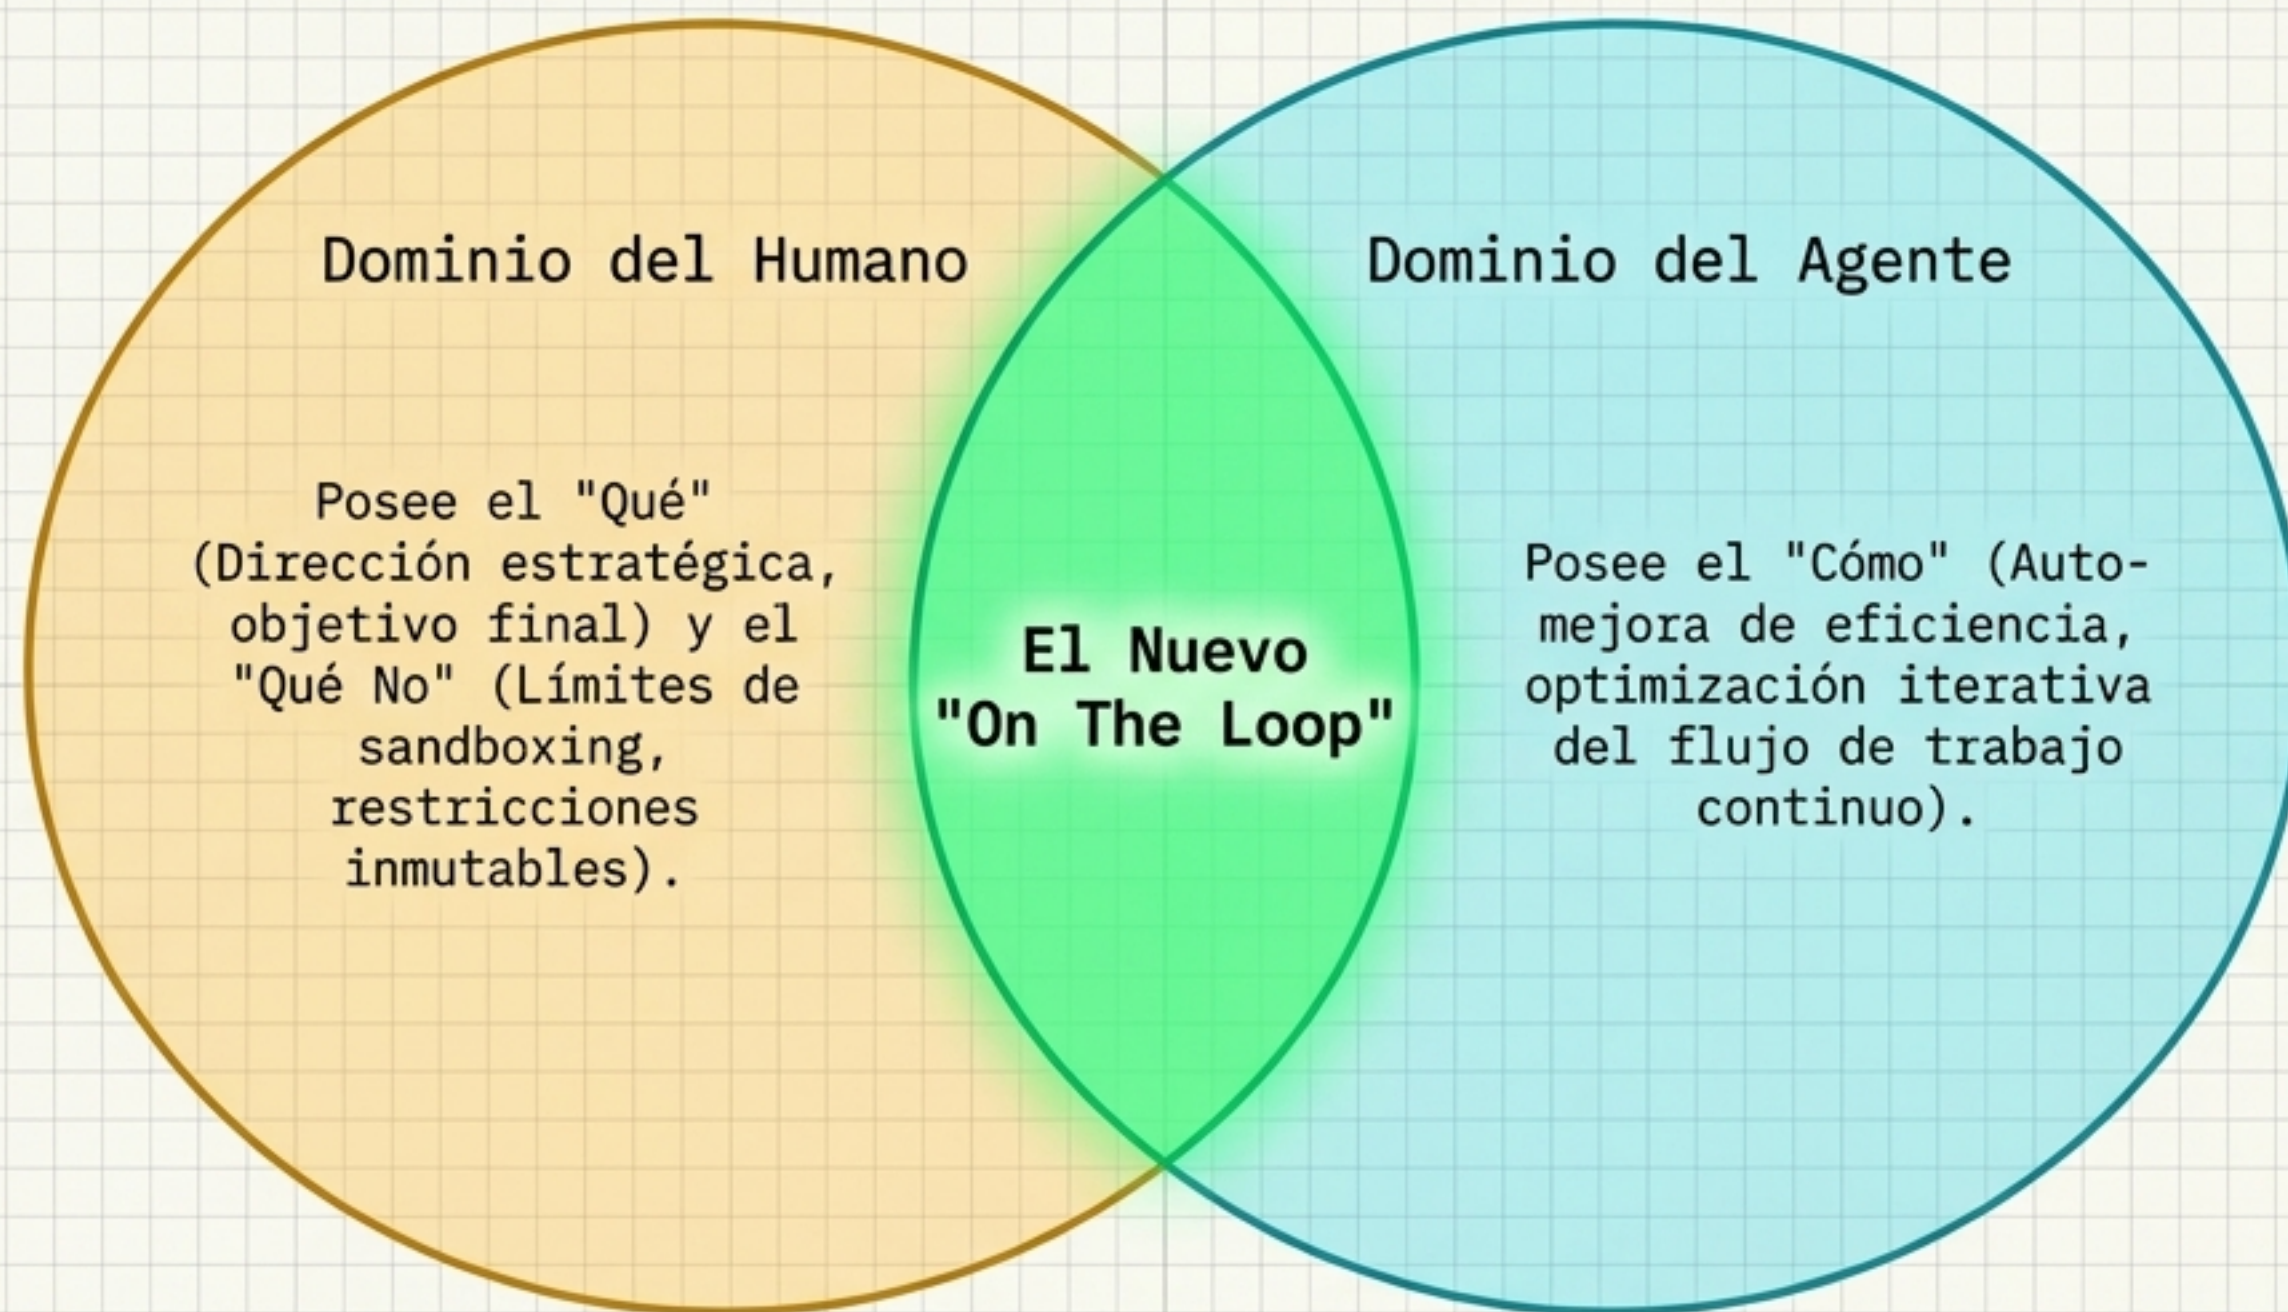 Dominio del Humano
Posee el "Qué"
(Dirección estratégica,
objetivo final) y el
"Qué No" (Límites de
sandboxing,
restricciones
inmutables).
El Nuevo
"On The Loop"
Dominio del Agente
Posee el "Cómo" (Auto-
mejora de eficiencia,
optimización iterativa
del flujo de trabajo
continuo).